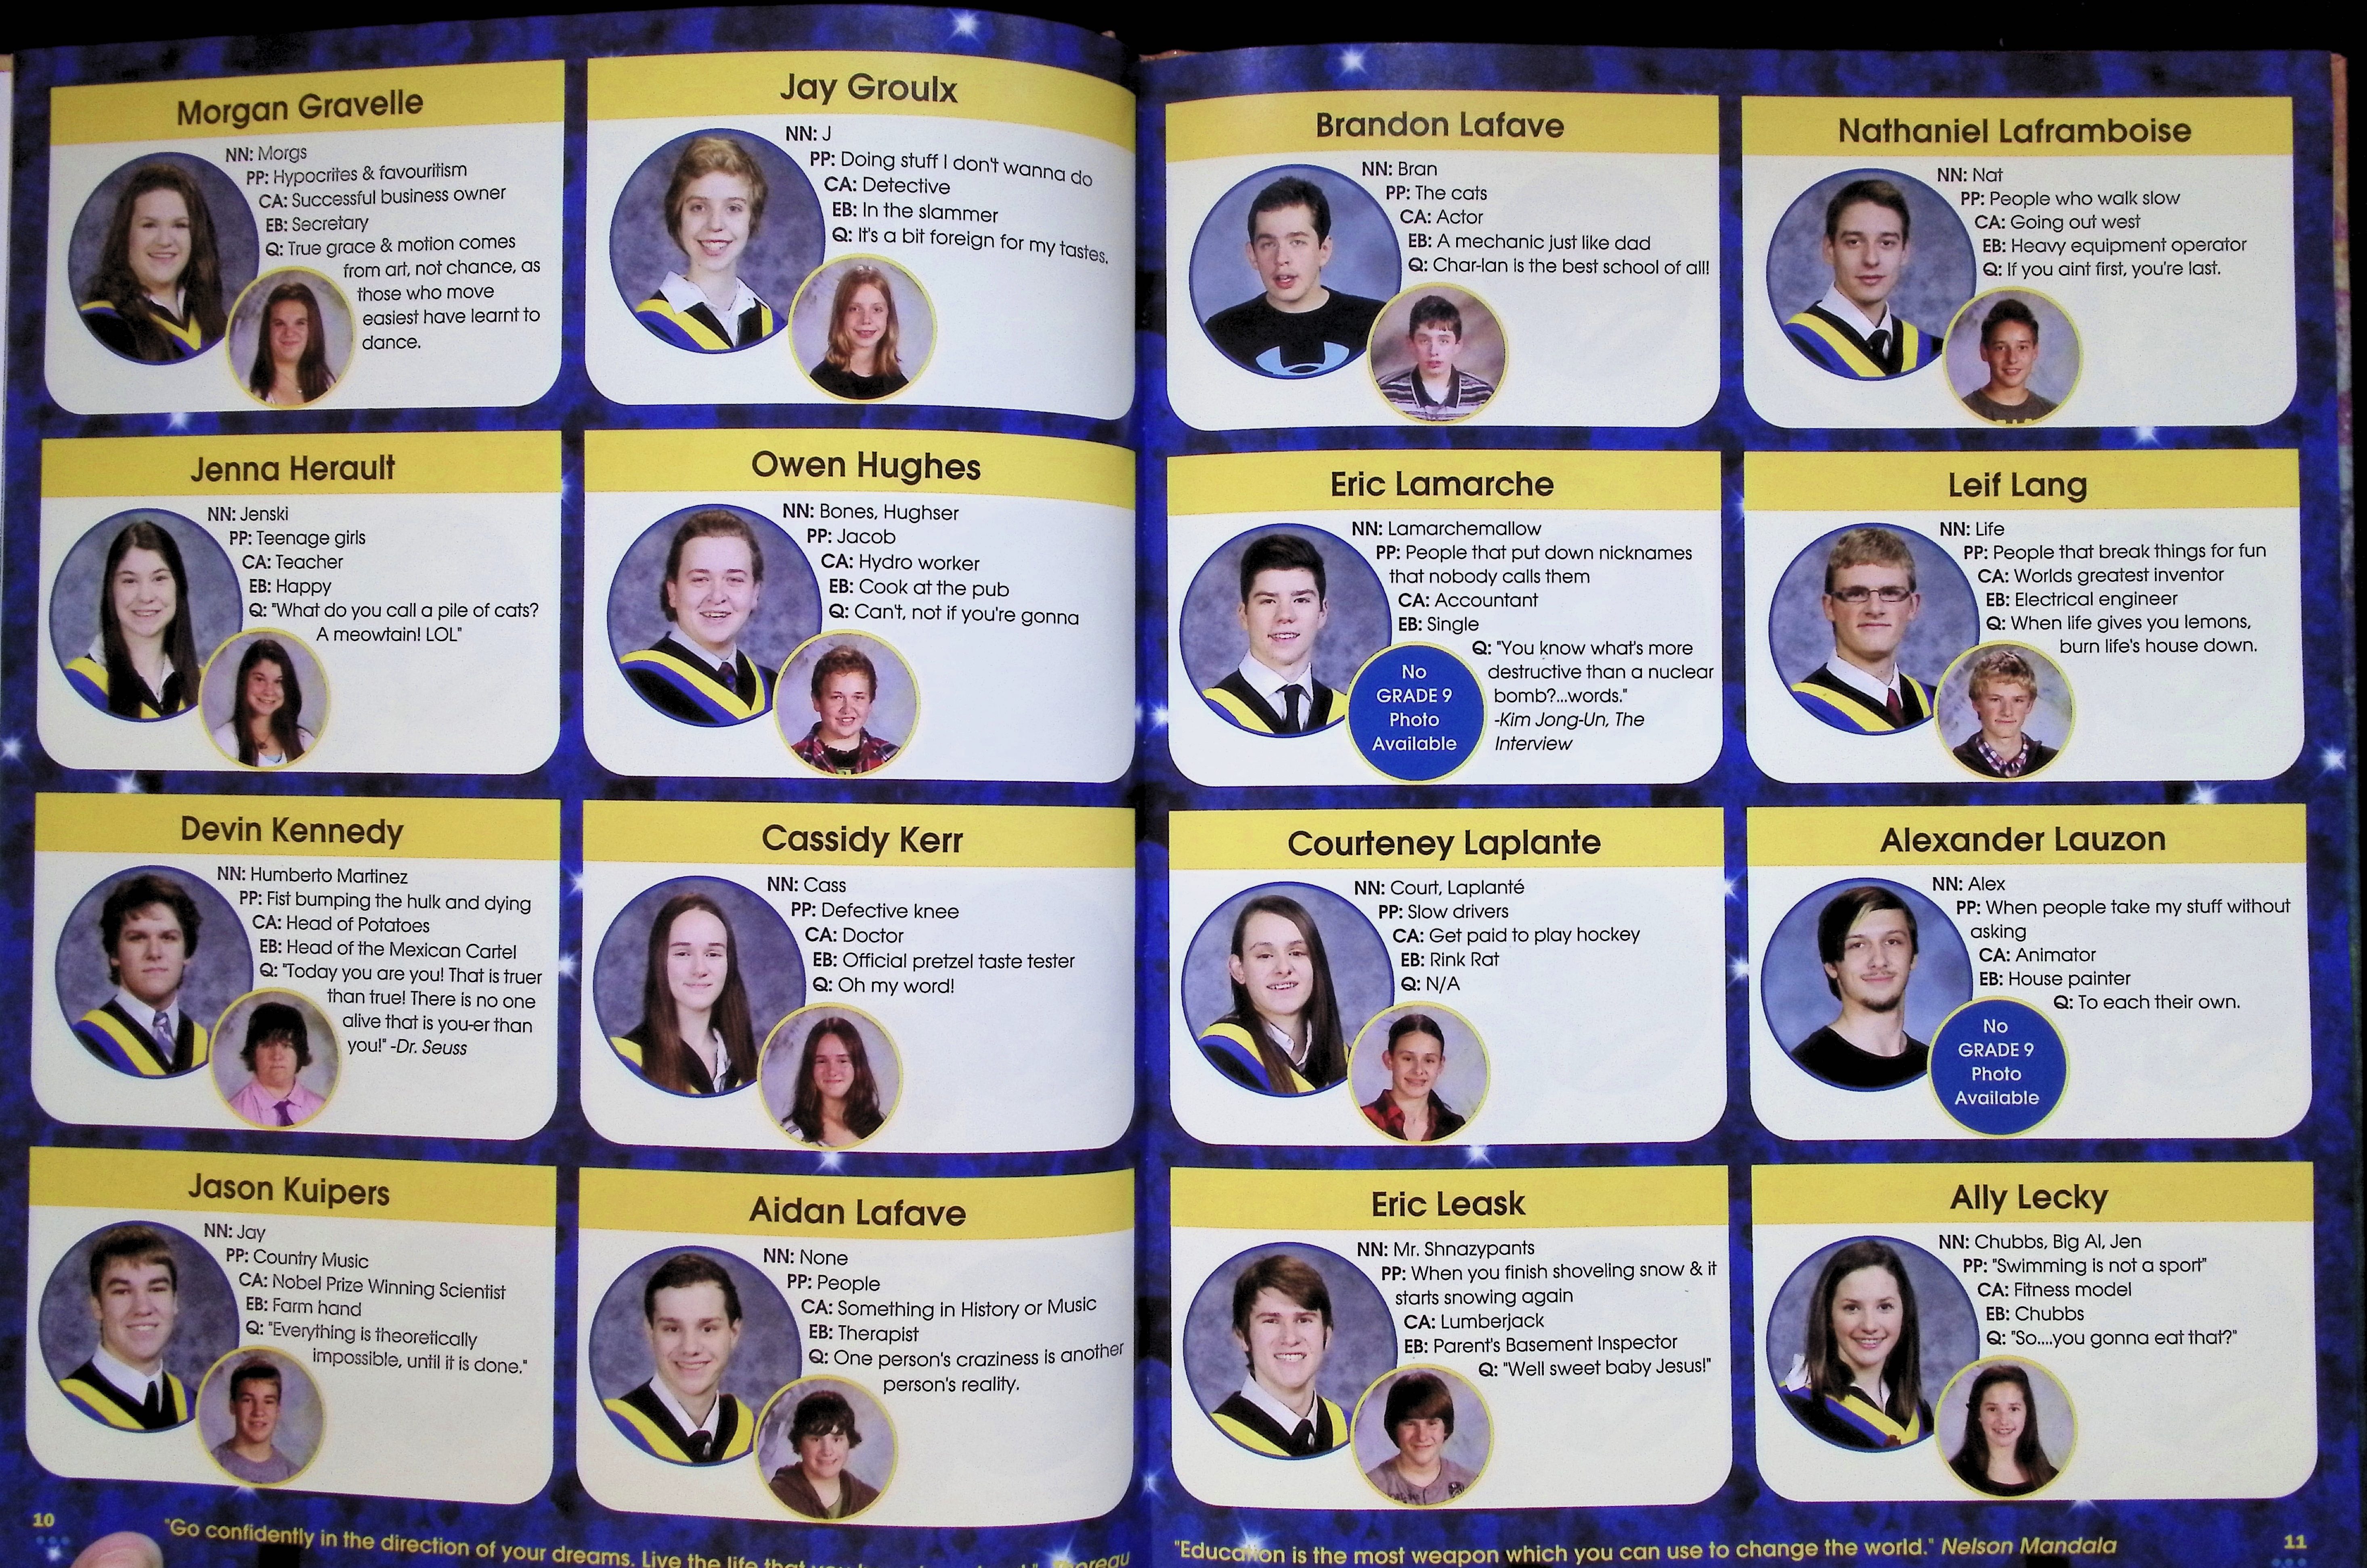 Morgan Gravelle
NN: Morgs
PP: Hypocrites & favouritism
CA: Successful business owner
EB: Secretary
Q: True grace & motion comes
from art, not chance, as
those who move
easiest have learnt to
dance.
Jay Groulx
NN: J
PP: Doing stuff I don't wanna do
CA: Detective
EB: In the slammer
Q: It's a bit foreign for my tastes.
Jenna Herault
NN: Jenski
PP: Teenage girls
CA: Teacher
EB: Happy
Q: "What do you call a pile of cats?
A meowtain! LOL"
Owen Hughes
NN: Bones, Hughser
PP: Jacob
CA: Hydro worker
EB: Cook at the pub
Q: Can't, not if you're gonna
Devin Kennedy
NN: Humberto Martinez
PP: Fist bumping the hulk and dying
CA: Head of Potatoes
EB: Head of the Mexican Cartel
Q: "Today you are you! That is truer
than true! There is no one
alive that is you-er than
you!" -Dr. Seuss
Cassidy Kerr
NN: Cass
PP: Defective knee
CA: Doctor
EB: Official pretzel taste tester
Q: Oh my word!
Jason Kuipers
NN: Jay
PP: Country Music
CA: Nobel Prize Winning Scientist
EB: Farm hand
Q: "Everything is theoretically
impossible, until it is done."
Aidan Lafave
NN: None
PP: People
CA: Something in History or Music
EB: Therapist
Q: One person's craziness is another
person's reality.
10
"Go confidently in the direction of your dreams. Live the life that
Brandon Lafave
NN: Bran
PP: The cats
CA: Actor
EB: A mechanic just like dad
Q: Char-lan is the best school of all!
Nathaniel Laframboise
NN: Nat
PP: People who walk slow
CA: Going out west
EB: Heavy equipment operator
Q: If you aint first, you're last.
Eric Lamarche
NN: Lamarchemallow
PP: People that put down nicknames
that nobody calls them
CA: Accountant
EB: Single
Q: "You know what's more
destructive than a nuclear
bomb?...words."
-Kim Jong-Un, The
Interview
No
GRADE 9
Photo
Available
Leif Lang
NN: Life
PP: People that break things for fun
CA: Worlds greatest inventor
EB: Electrical engineer
Q: When life gives you lemons,
burn life's house down.
Courteney Laplante
NN: Court, Laplanté
PP: Slow drivers
CA: Get paid to play hockey
EB: Rink Rat
Q: N/A
Alexander Lauzon
NN: Alex
PP: When people take my stuff without
asking
CA: Animator
EB: House painter
Q: To each their own.
No
GRADE 9
Photo
Available
Eric Leask
NN: Mr. Shnazypants
PP: When you finish shoveling snow & it
starts snowing again
CA: Lumberjack
EB: Parent's Basement Inspector
Q: "Well sweet baby Jesus!"
Ally Lecky
NN: Chubbs, Big Al, Jen
PP: "Swimming is not a sport"
CA: Fitness model
EB: Chubbs
Q: "So....you gonna eat that?"
"Education is the most weapon which you can use to change the world." Nelson Mandala
11